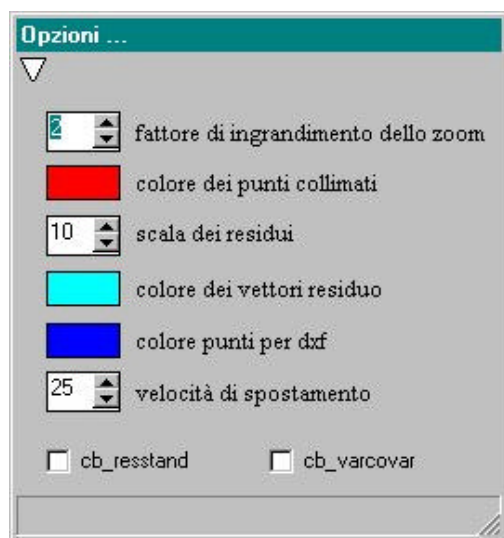 Opzioni ...
2 fattore di ingrandimento dello zoom
colore dei punti collimati
10 scala dei residui
colore dei vettori residuo
colore punti per dxf
25 velocità di spostamento
cb_resstand cb_varcovar